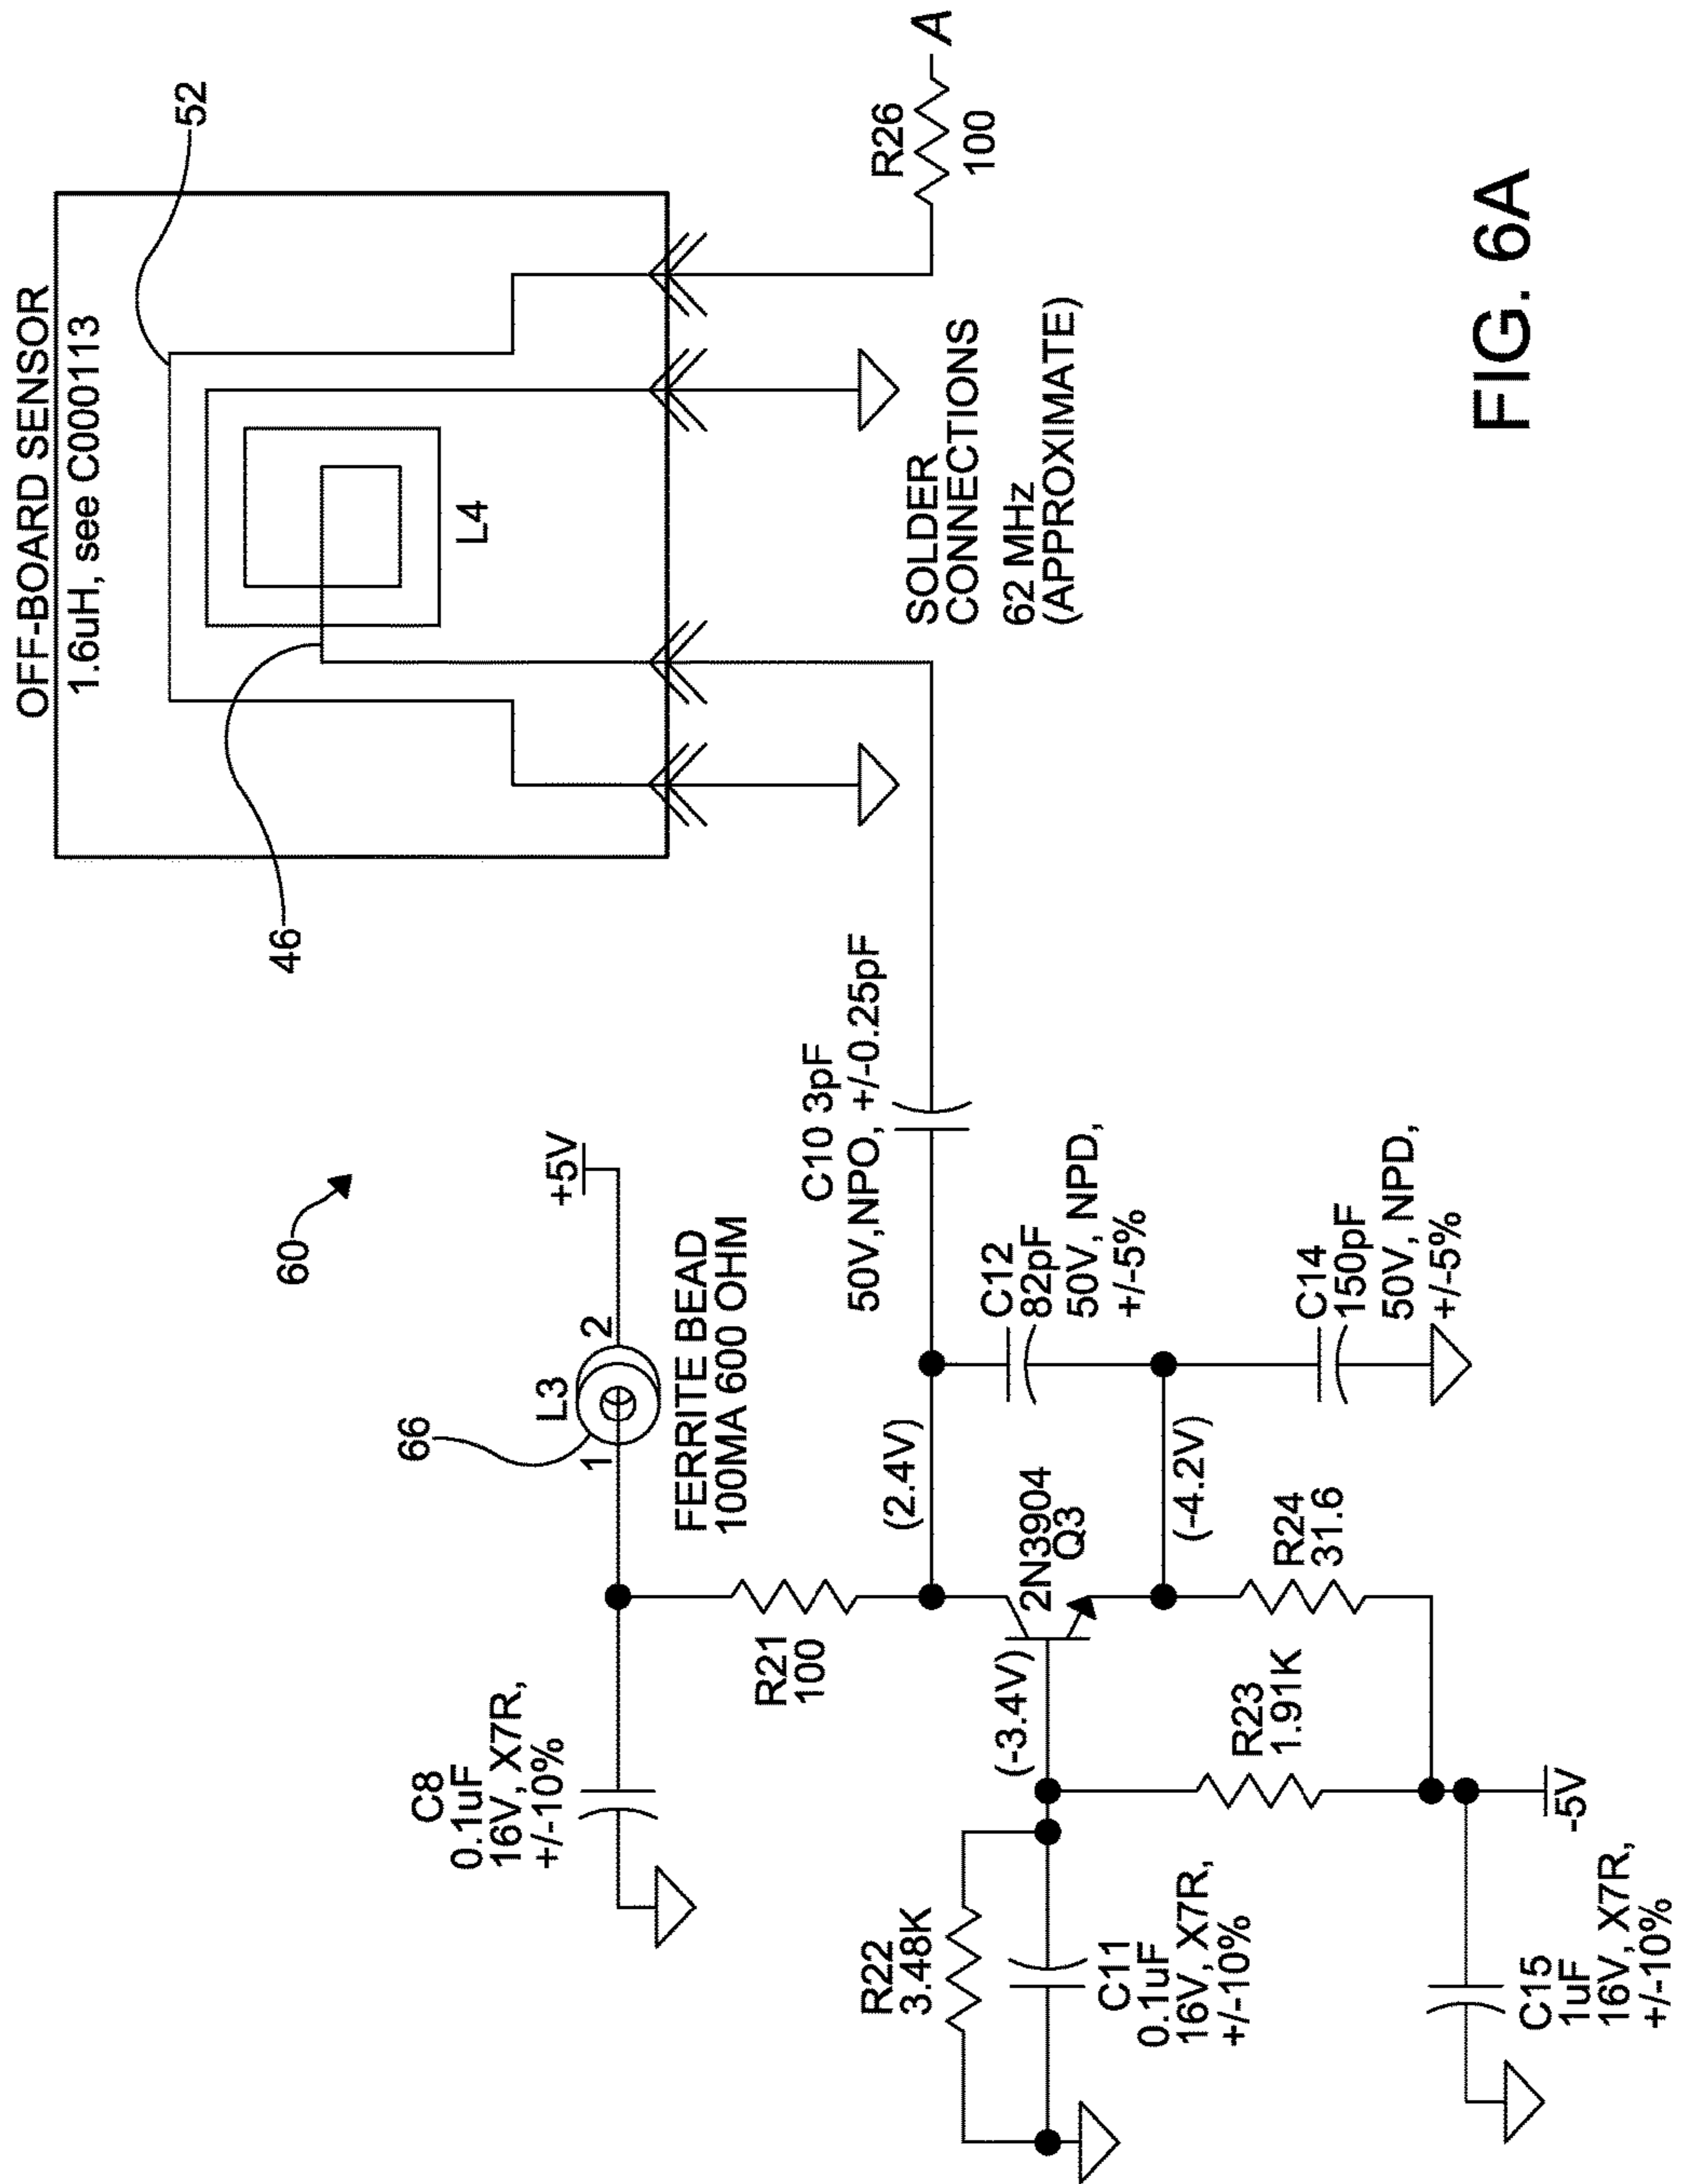 OFF-BOARD SENSOR
1.6uH, see C000113
52
46
L4
R26
100
A
SOLDER
CONNECTIONS
62 MHz
(APPROXIMATE)
60
+5V
66
L3
1
2
FERRITE BEAD
100MA 600 OHM
C8
0.1uF
16V, X7R,
+/-10%
R21
100
C10 3pF
50V,NPO, +/-0.25pF
(2.4V)
C12
82pF
50V, NPD,
+/-5%
2N3904
Q3
(-3.4V)
(-4.2V)
C14
150pF
50V, NPD,
+/-5%
R22
3.48K
C11
0.1uF
16V, X7R,
+/-10%
R23
1.91K
R24
31.6
C15
1uF
16V, X7R,
+/-10%
-5V
FIG. 6A